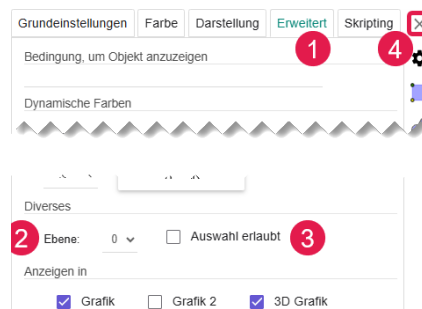 Grundeinstellungen Farbe Darstellung Erweitert Skripting
1 4
Bedingung, um Objekt anzuzeigen
Dynamische Farben
Diverses
2 Ebene: 0 Auswahl erlaubt 3
Anzeigen in
Grafik Grafik 2 3D Grafik